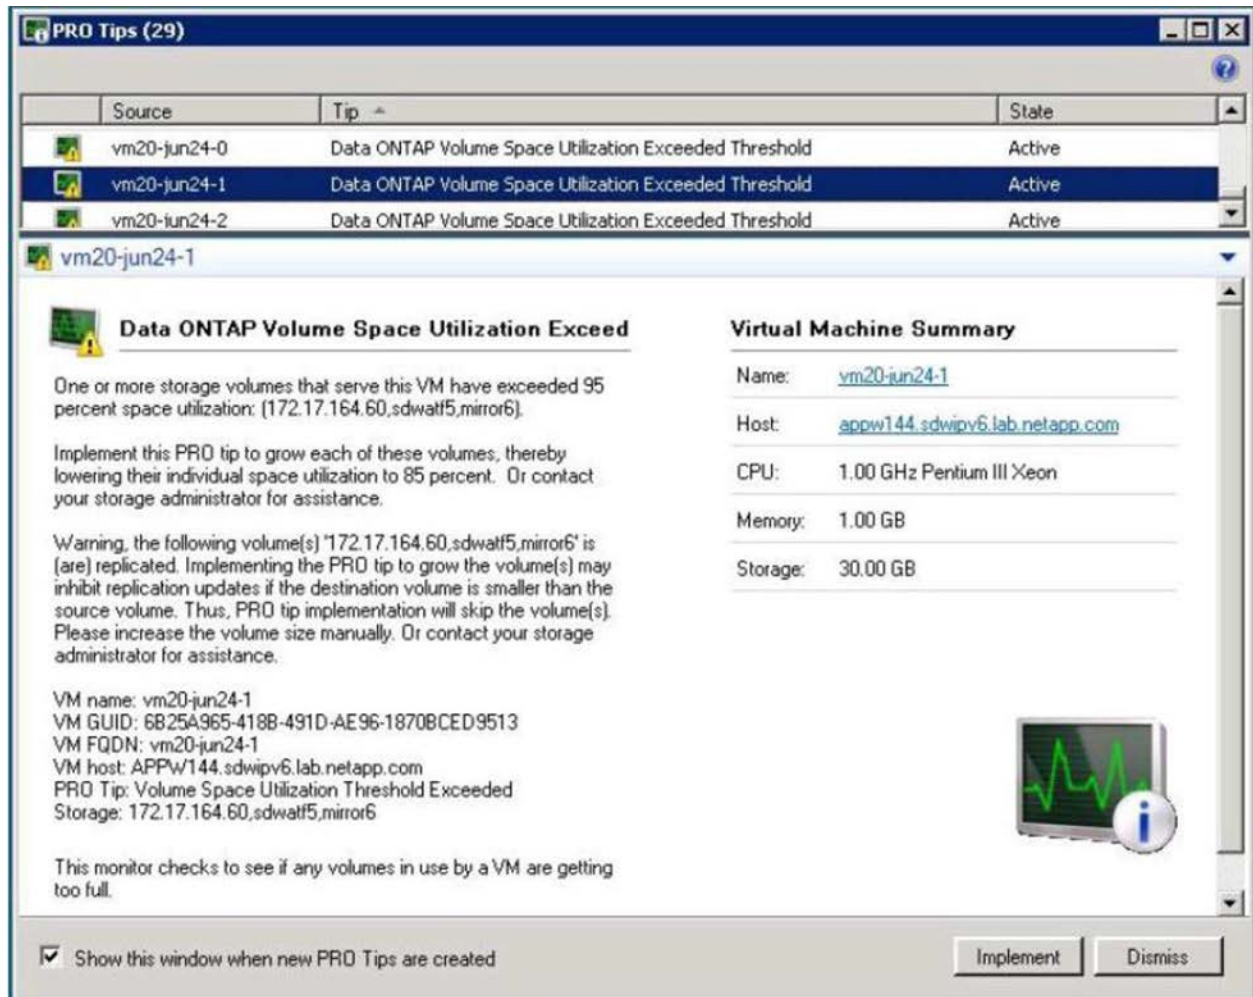 PRO Tips (29)
Source Tip State
vm20-jun24-0 Data ONTAP Volume Space Utilization Exceeded Threshold Active
vm20-jun24-1 Data ONTAP Volume Space Utilization Exceeded Threshold Active
vm20-jun24-2 Data ONTAP Volume Space Utilization Exceeded Threshold Active
vm20-jun24-1
Data ONTAP Volume Space Utilization Exceed
One or more storage volumes that serve this VM have exceeded 95
percent space utilization: (172.17.164.60,sdwatf5,mirror6).
Implement this PRO tip to grow each of these volumes, thereby
lowering their individual space utilization to 85 percent. Or contact
your storage administrator for assistance.
Warning, the following volume(s) '172.17.164.60,sdwatf5,mirror6' is
(are) replicated. Implementing the PRO tip to grow the volume(s) may
inhibit replication updates if the destination volume is smaller than the
source volume. Thus, PRO tip implementation will skip the volume(s).
Please increase the volume size manually. Or contact your storage
administrator for assistance.
VM name: vm20-jun24-1
VM GUID: 6B25A965-418B-491D-AE96-1870BCED9513
VM FQDN: vm20-jun24-1
VM host: APPW144.sdwipv6.lab.netapp.com
PRO Tip: Volume Space Utilization Threshold Exceeded
Storage: 172.17.164.60,sdwatf5,mirror6
This monitor checks to see if any volumes in use by a VM are getting
too full.
Virtual Machine Summary
Name: vm20-jun24-1
Host: appw144.sdwipv6.lab.netapp.com
CPU: 1.00 GHz Pentium III Xeon
Memory: 1.00 GB
Storage: 30.00 GB
Show this window when new PRO Tips are created
Implement Dismiss